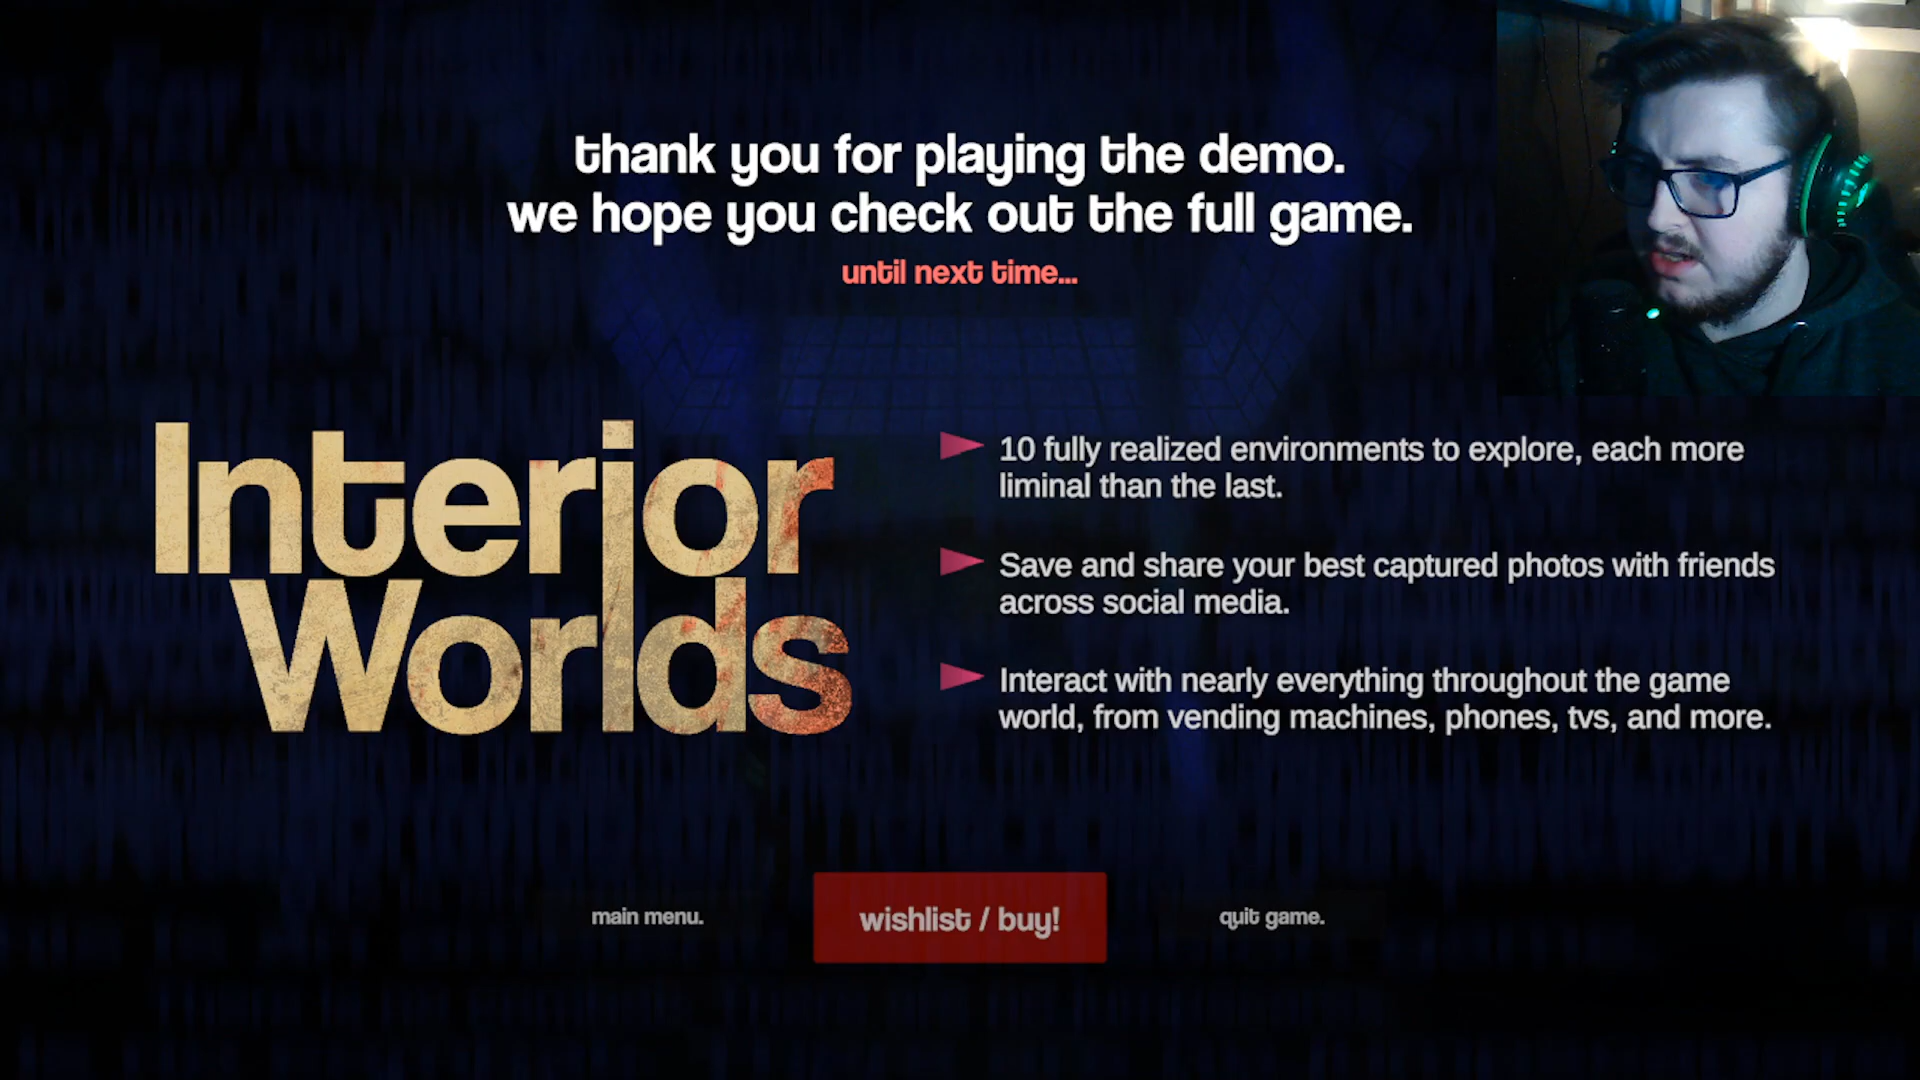 thank you for playing the demo.
we hope you check out the full game.
until next time...
Interior
Worlds
10 fully realized environments to explore, each more
liminal than the last.
Save and share your best captured photos with friends
across social media.
Interact with nearly everything throughout the game
world, from vending machines, phones, tvs, and more.
main menu.
wishlist / buy!
quit game.